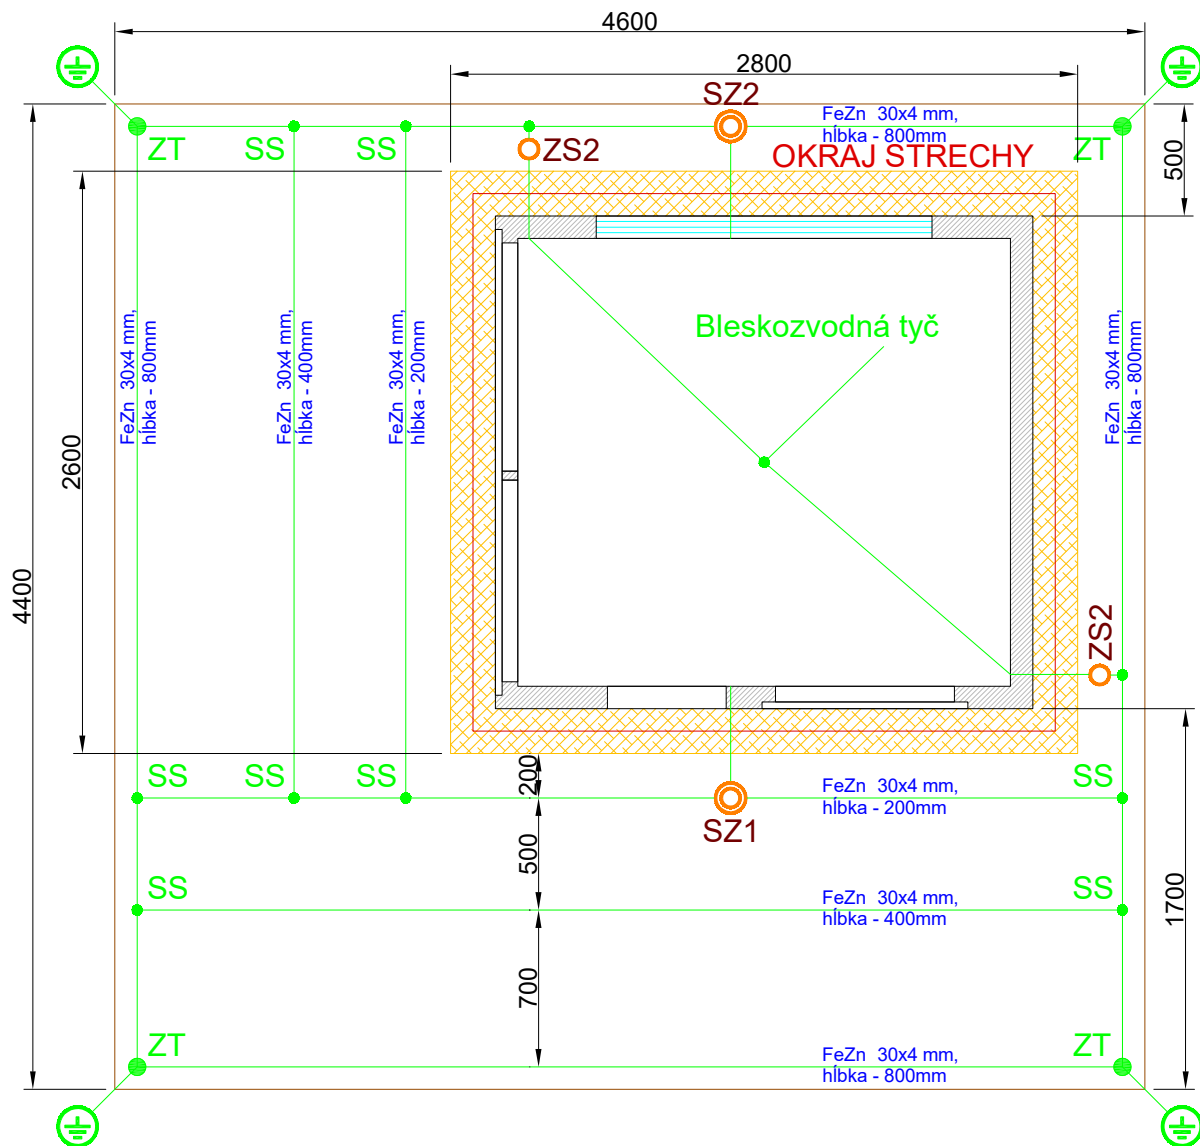 4600
2800
SZ2
FeZn 30x4 mm,
hĺbka - 800mm
ZT
SS
SS
ZS2
ZT
OKRAJ STRECHY
500
Bleskozvodná tyč
FeZn 30x4 mm,
hĺbka - 800mm
FeZn 30x4 mm,
hĺbka - 400mm
FeZn 30x4 mm,
hĺbka - 200mm
FeZn 30x4 mm,
hĺbka - 800mm
2600
4400
ZS2
SS
SS
SS
200
FeZn 30x4 mm,
hĺbka - 200mm
SS
SZ1
500
SS
FeZn 30x4 mm,
hĺbka - 400mm
SS
1700
700
ZT
FeZn 30x4 mm,
hĺbka - 800mm
ZT